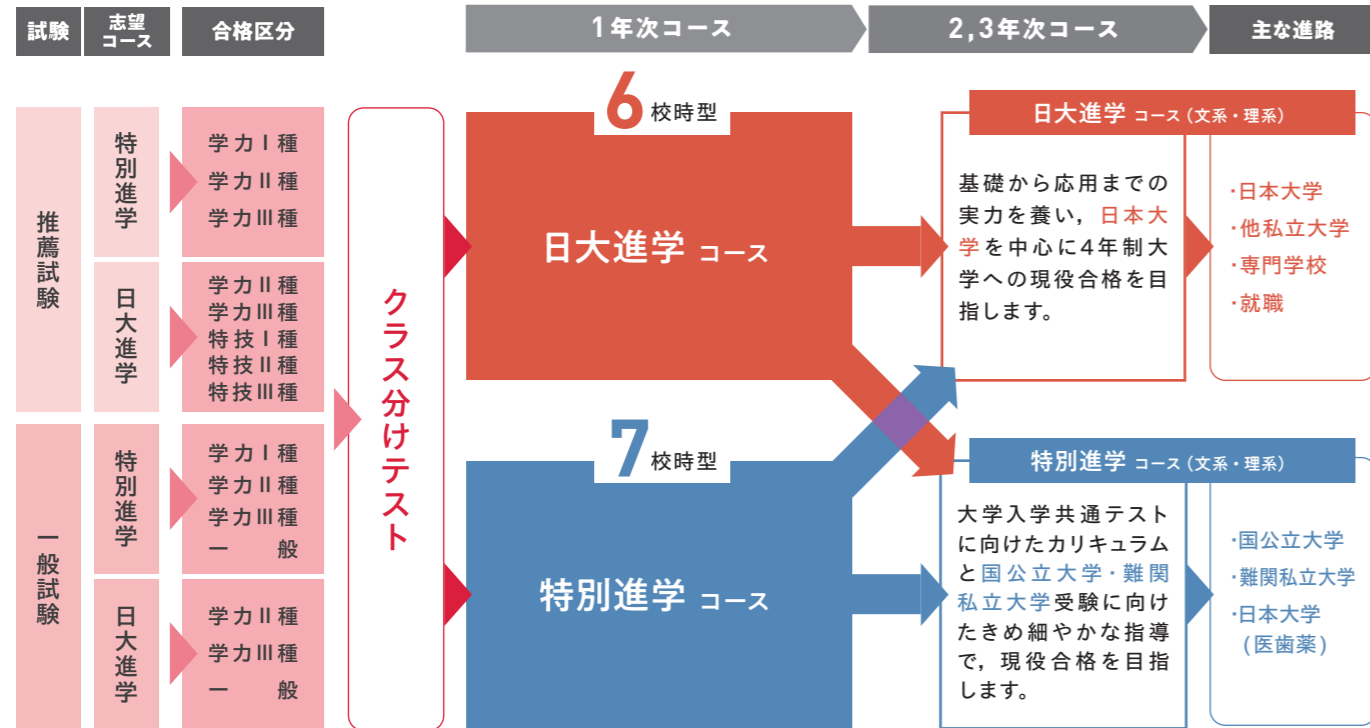 試験
志望
コース
合格区分
1年次コース
2,3年次コース
主な進路
推薦試験
特別進学
学力Ⅰ種
学力Ⅱ種
学力Ⅲ種
日大進学
学力Ⅱ種
学力Ⅲ種
特技Ⅰ種
特技Ⅱ種
特技Ⅲ種
一般試験
特別進学
学力Ⅰ種
学力Ⅱ種
学力Ⅲ種
一　般
日大進学
学力Ⅱ種
学力Ⅲ種
一　般
クラス分けテスト
6校時型
日大進学 コース
7校時型
特別進学 コース
日大進学 コース(文系・理系)
基礎から応用までの
実力を養い，日本大
学を中心に4年制大
学への現役合格を目
指します。
・日本大学
・他私立大学
・専門学校
・就職
特別進学 コース(文系・理系)
大学入学共通テスト
に向けたカリキュラム
と国公立大学・難関
私立大学受験に向け
たきめ細やかな指導
で，現役合格を目指
します。
・国公立大学
・難関私立大学
・日本大学
(医歯薬)